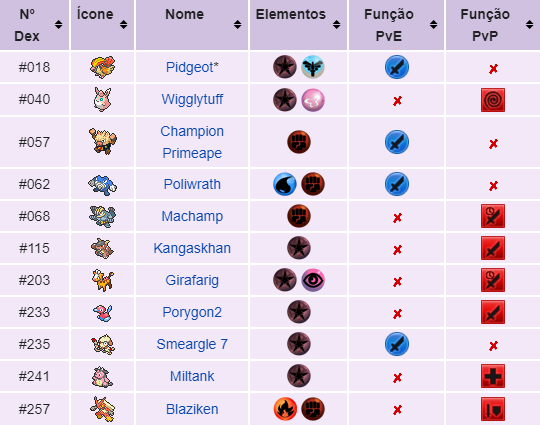 Nº Dex Ícone Nome Elementos Função PvE Função PvP
#018 Pidgeot*
#040 Wigglytuff
#057 Champion Primeape
#062 Poliwrath
#068 Machamp
#115 Kangaskhan
#203 Girafarig
#233 Porygon2
#235 Smeargle 7
#241 Miltank
#257 Blaziken